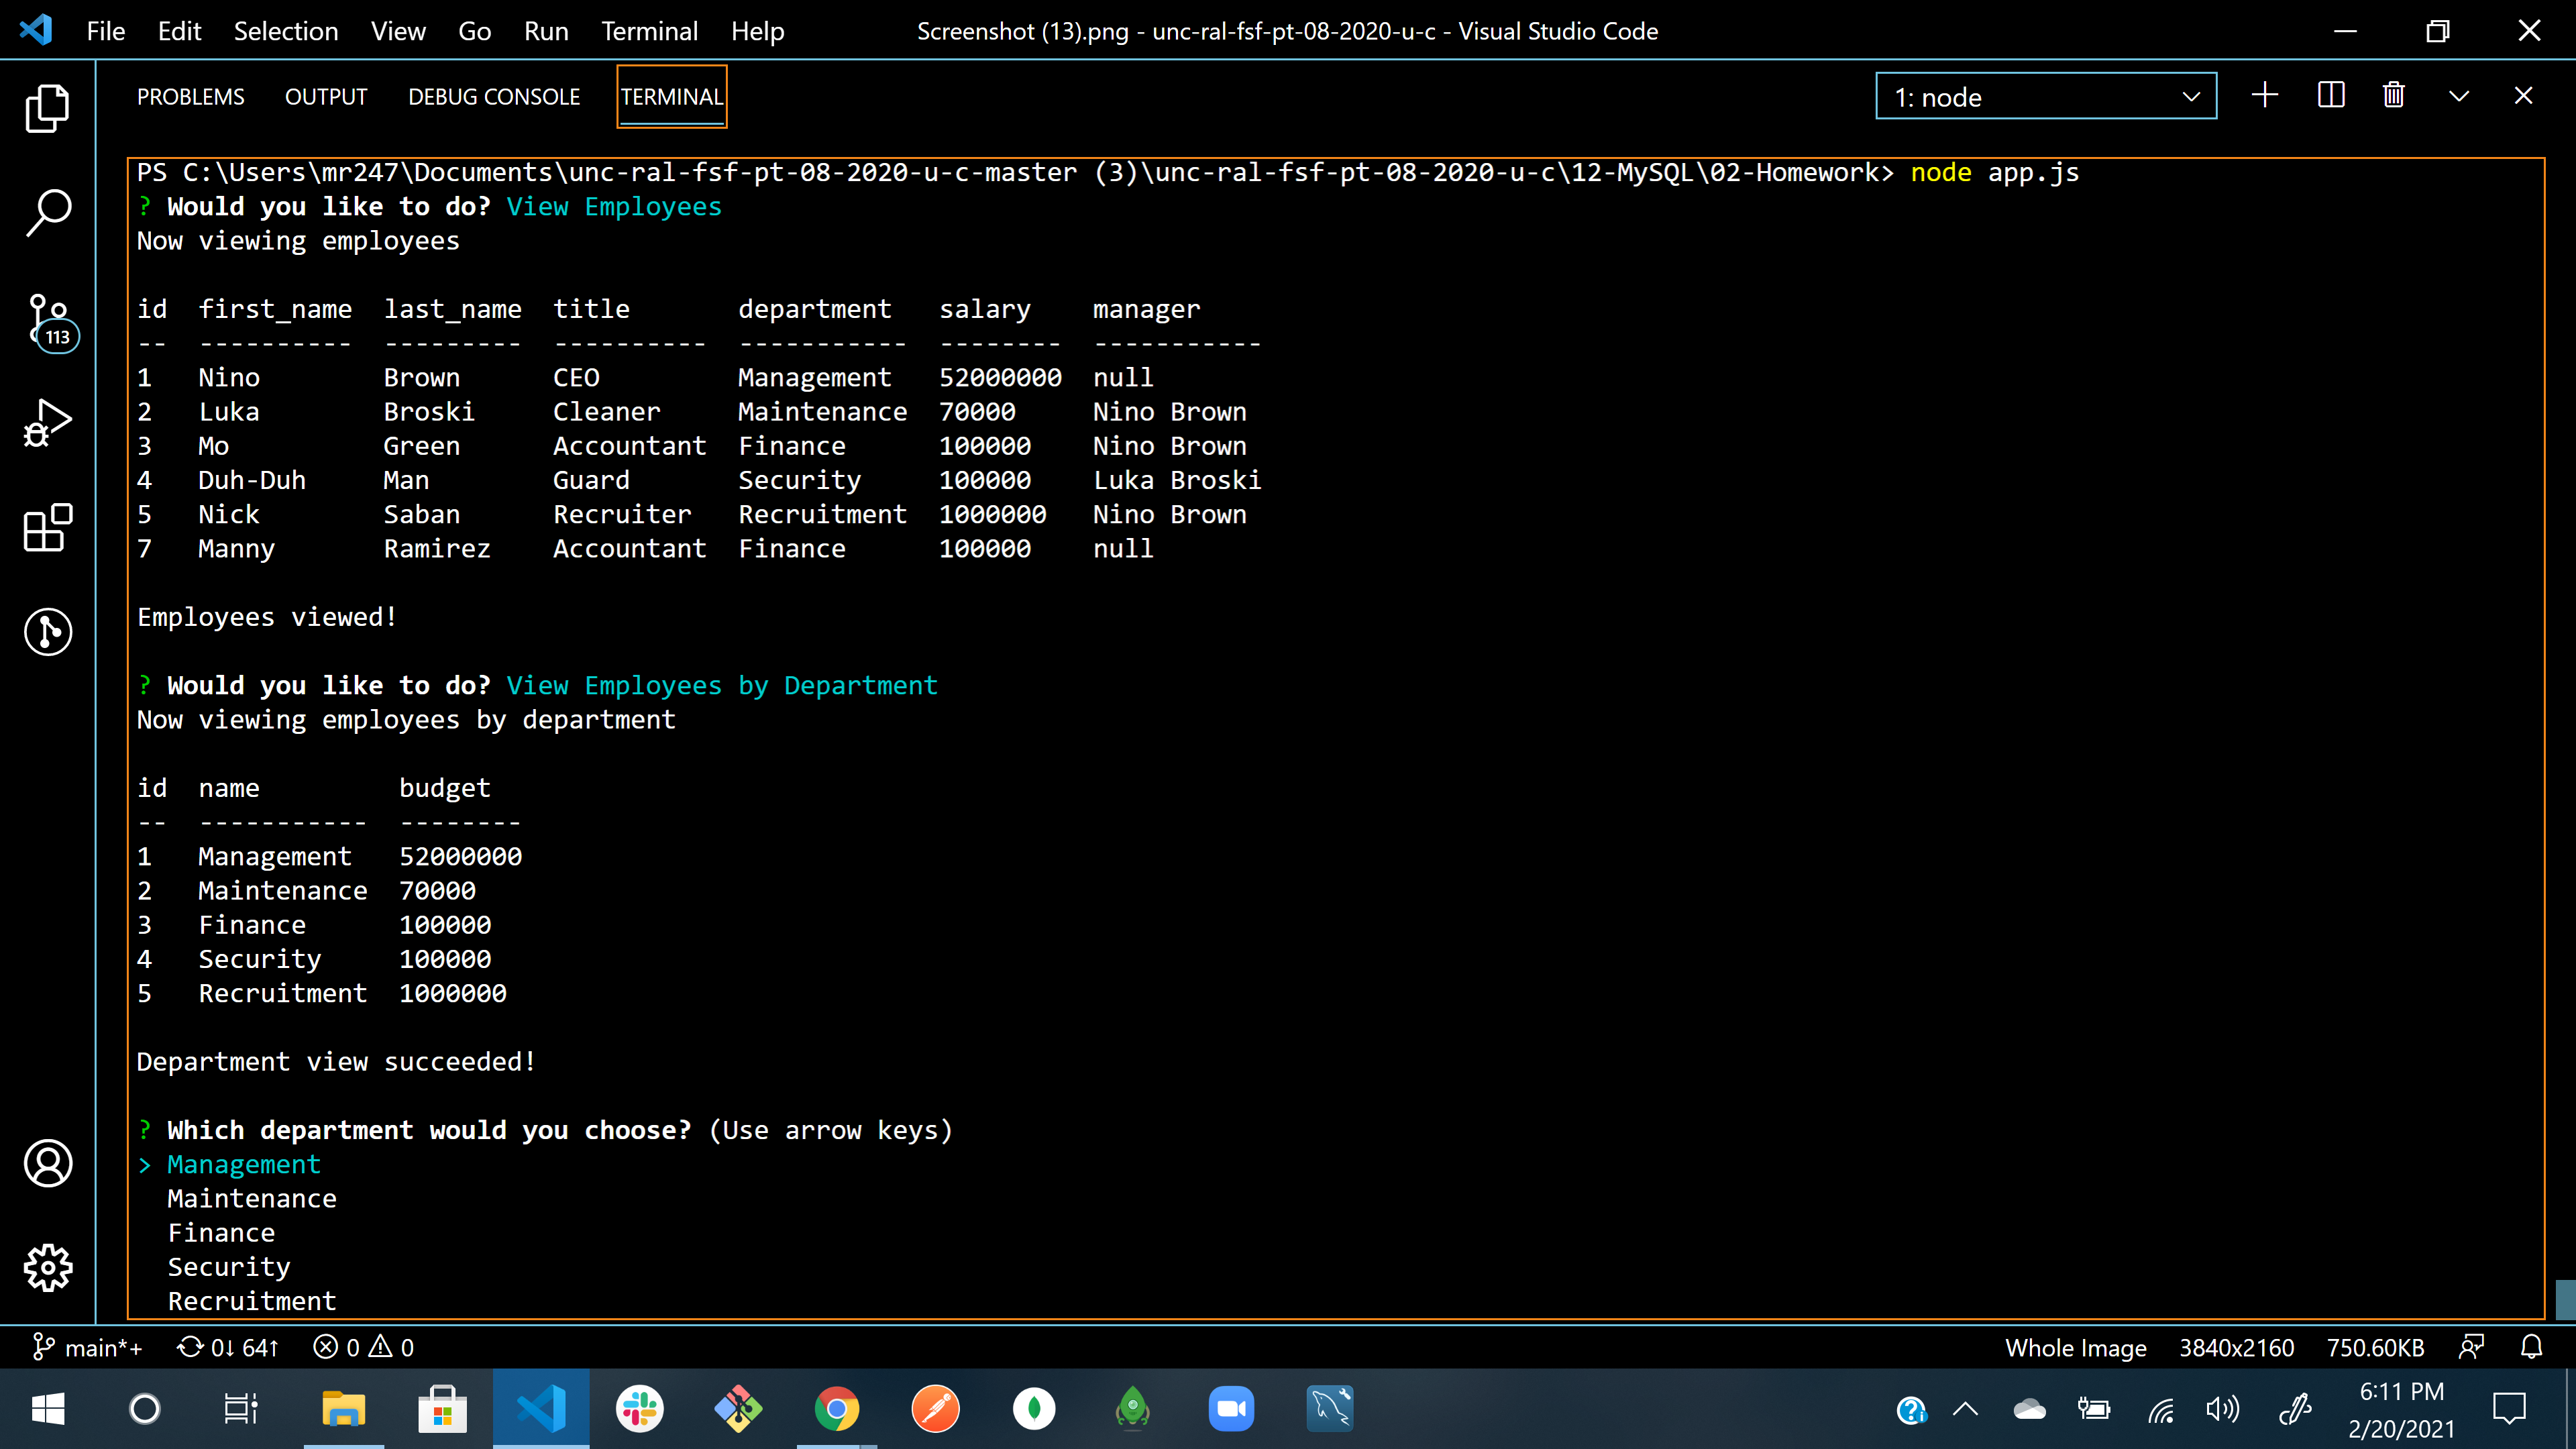 File Edit Selection View Go Run Terminal Help Screenshot (13).png - unc-ral-fsf-pt-08-2020-u-c - Visual Studio Code
PROBLEMS OUTPUT DEBUG CONSOLE TERMINAL 1: node
PS C:\Users\mr247\Documents\unc-ral-fsf-pt-08-2020-u-c-master (3)\unc-ral-fsf-pt-08-2020-u-c\12-MySQL\02-Homework> node app.js
? Would you like to do? View Employees
Now viewing employees
id first_name last_name title department salary manager
-- ---------- --------- ---------- ----------- -------- -----------
1 Nino Brown CEO Management 52000000 null
2 Luka Broski Cleaner Maintenance 70000 Nino Brown
3 Mo Green Accountant Finance 100000 Nino Brown
4 Duh-Duh Man Guard Security 100000 Luka Broski
5 Nick Saban Recruiter Recruitment 1000000 Nino Brown
7 Manny Ramirez Accountant Finance 100000 null
Employees viewed!
? Would you like to do? View Employees by Department
Now viewing employees by department
id name budget
-- ----------- --------
1 Management 52000000
2 Maintenance 70000
3 Finance 100000
4 Security 100000
5 Recruitment 1000000
Department view succeeded!
? Which department would you choose? (Use arrow keys)
> Management
Maintenance
Finance
Security
Recruitment
113
main*+ 0↓ 64↑ 0 0 Whole Image 3840x2160 750.60KB
6:11 PM
2/20/2021